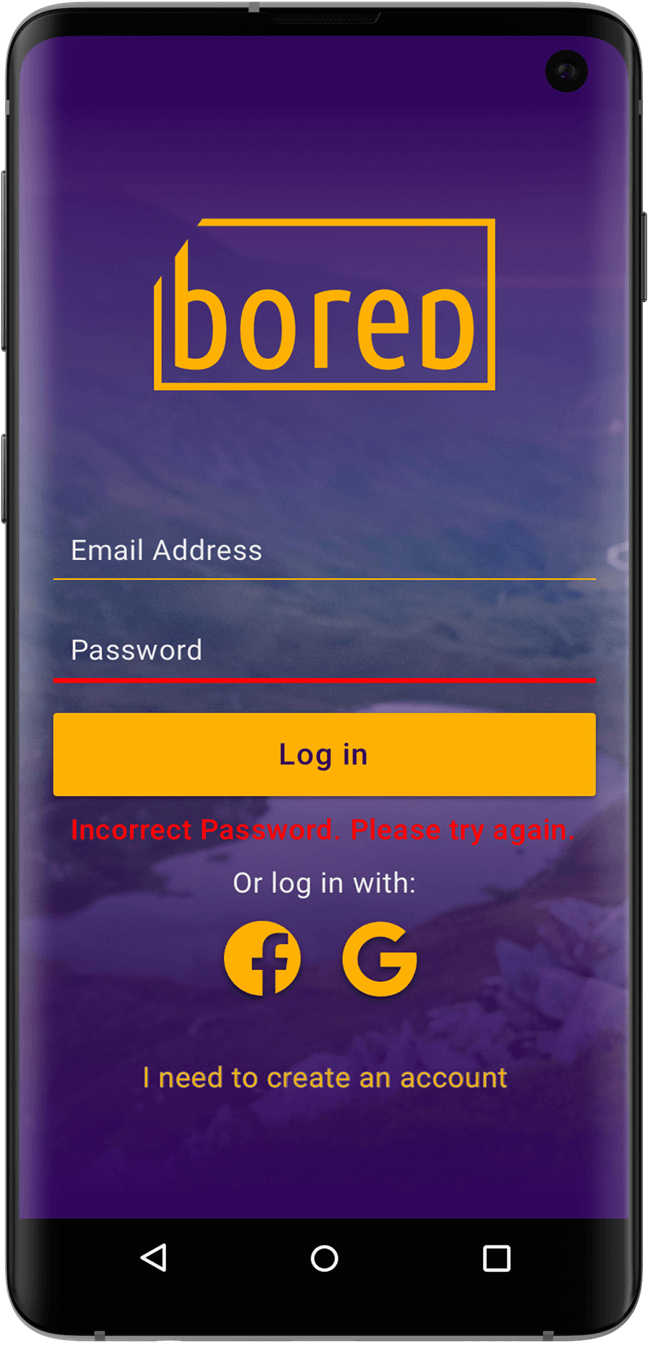 bored
Email Address
Password
Log in
Incorrect Password. Please try again.
Or log in with:
I need to create an account